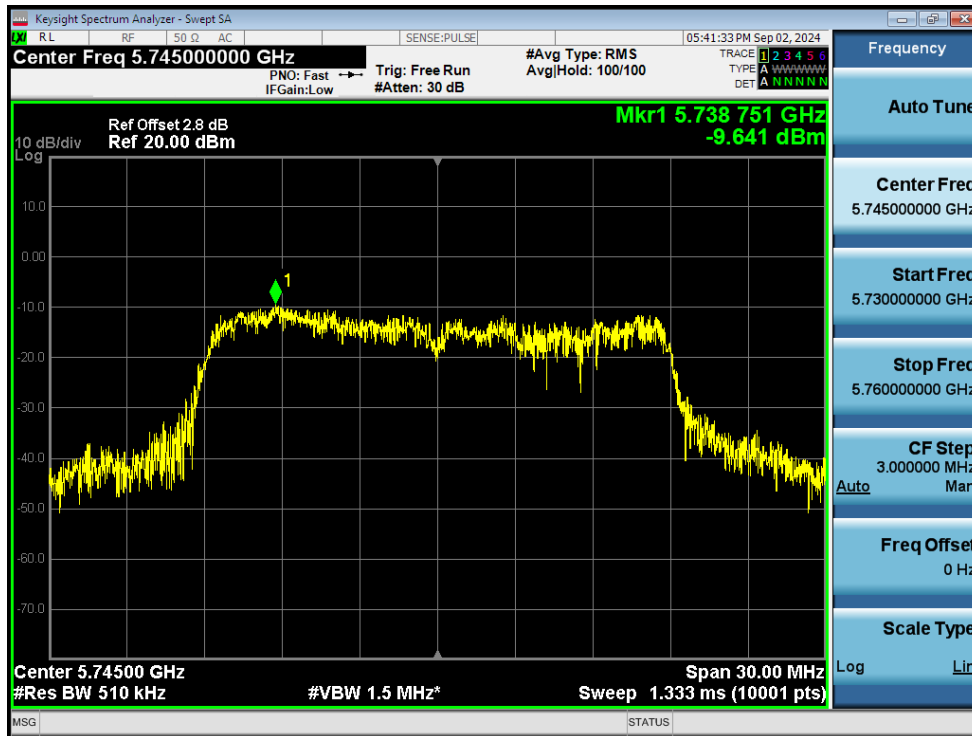 Keysight Spectrum Analyzer - Swept SA
LXI RL RF 50 Ω AC SENSE:PULSE 05:41:33 PM Sep 02, 2024
Center Freq 5.745000000 GHz
PNO: Fast
IFGain:Low
Trig: Free Run
#Atten: 30 dB
#Avg Type: RMS
Avg|Hold: 100/100
TRACE 1 2 3 4 5 6
TYPE A WWWWW
DET A N N N N N
Mkr1 5.738 751 GHz
-9.641 dBm
Ref Offset 2.8 dB
10 dB/div Ref 20.00 dBm
Log
1
10.0
0.00
-10.0
-20.0
-30.0
-40.0
-50.0
-60.0
-70.0
Center 5.74500 GHz Span 30.00 MHz
#Res BW 510 kHz #VBW 1.5 MHz* Sweep 1.333 ms (10001 pts)
MSG STATUS
Frequency
Auto Tune
Center Freq
5.745000000 GHz
Start Freq
5.730000000 GHz
Stop Freq
5.760000000 GHz
CF Step
3.000000 MHz
Auto Man
Freq Offset
0 Hz
Scale Type
Log Lin